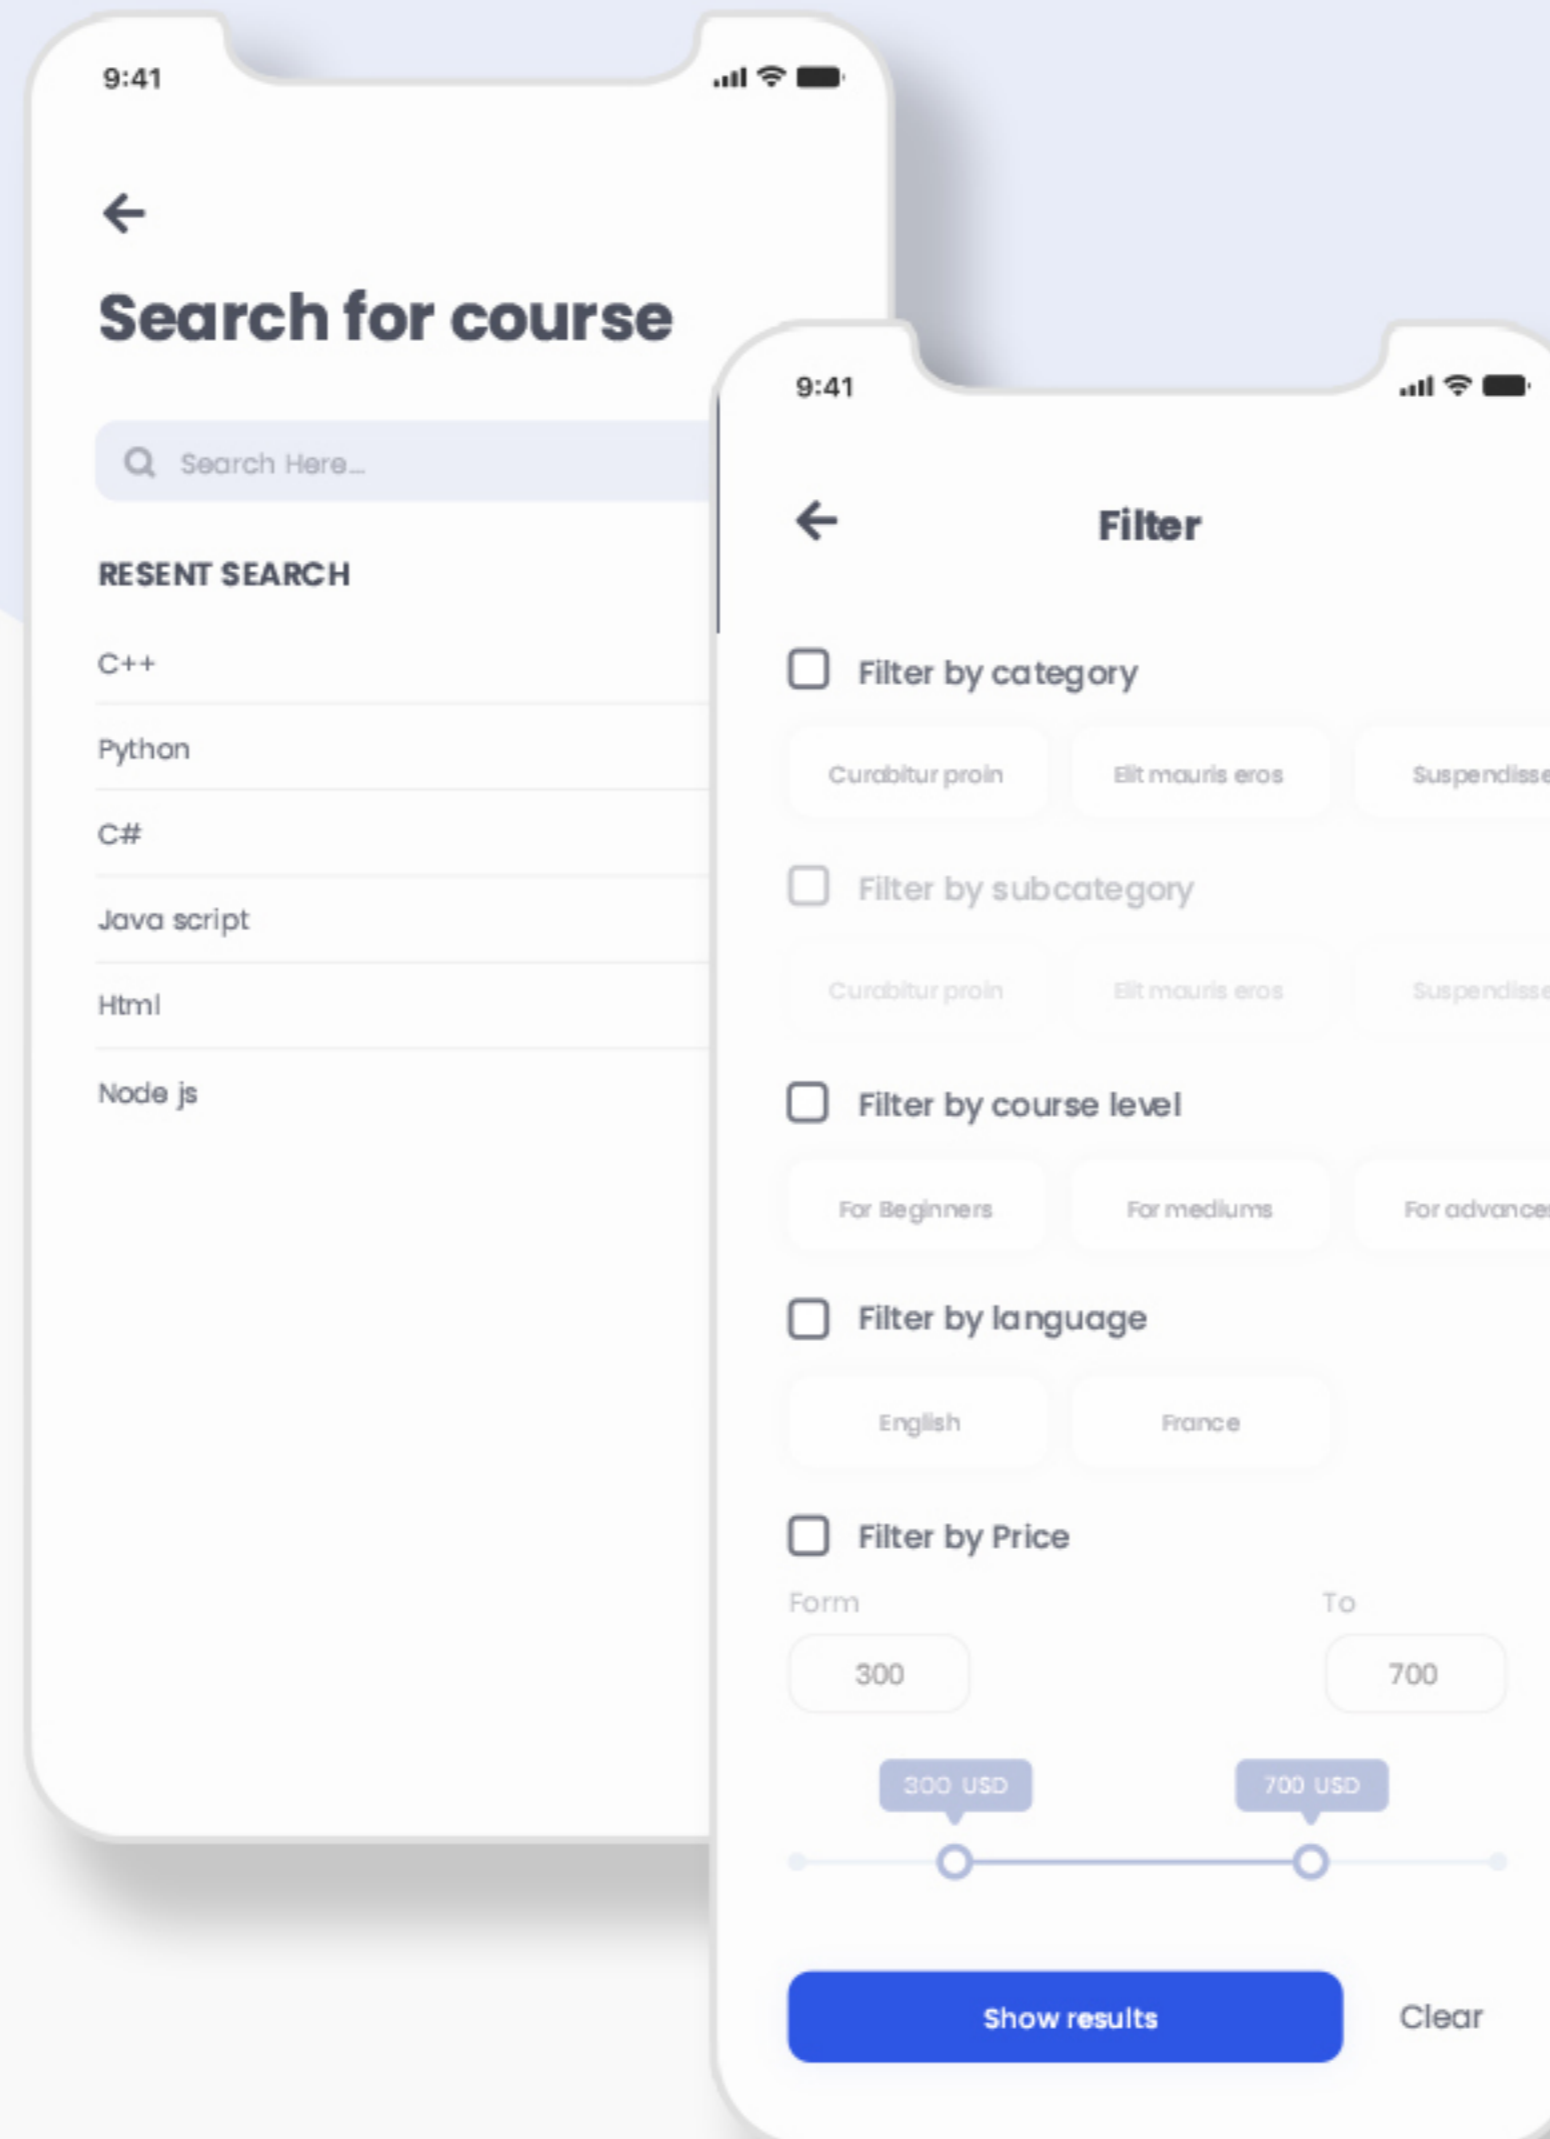 9:41
Search for course
Search Here...
RESENT SEARCH
C++
Python
C#
Java script
Html
Node js
9:41
Filter
Filter by category
Curabitur proin Elit mauris eros Suspendisse
Filter by subcategory
Curabitur proin Elit mauris eros Suspendisse
Filter by course level
For Beginners For mediums
For
Filter by language
English France
Filter by Price
Form To
300 700
300 USD 700 USD
Show results Clear